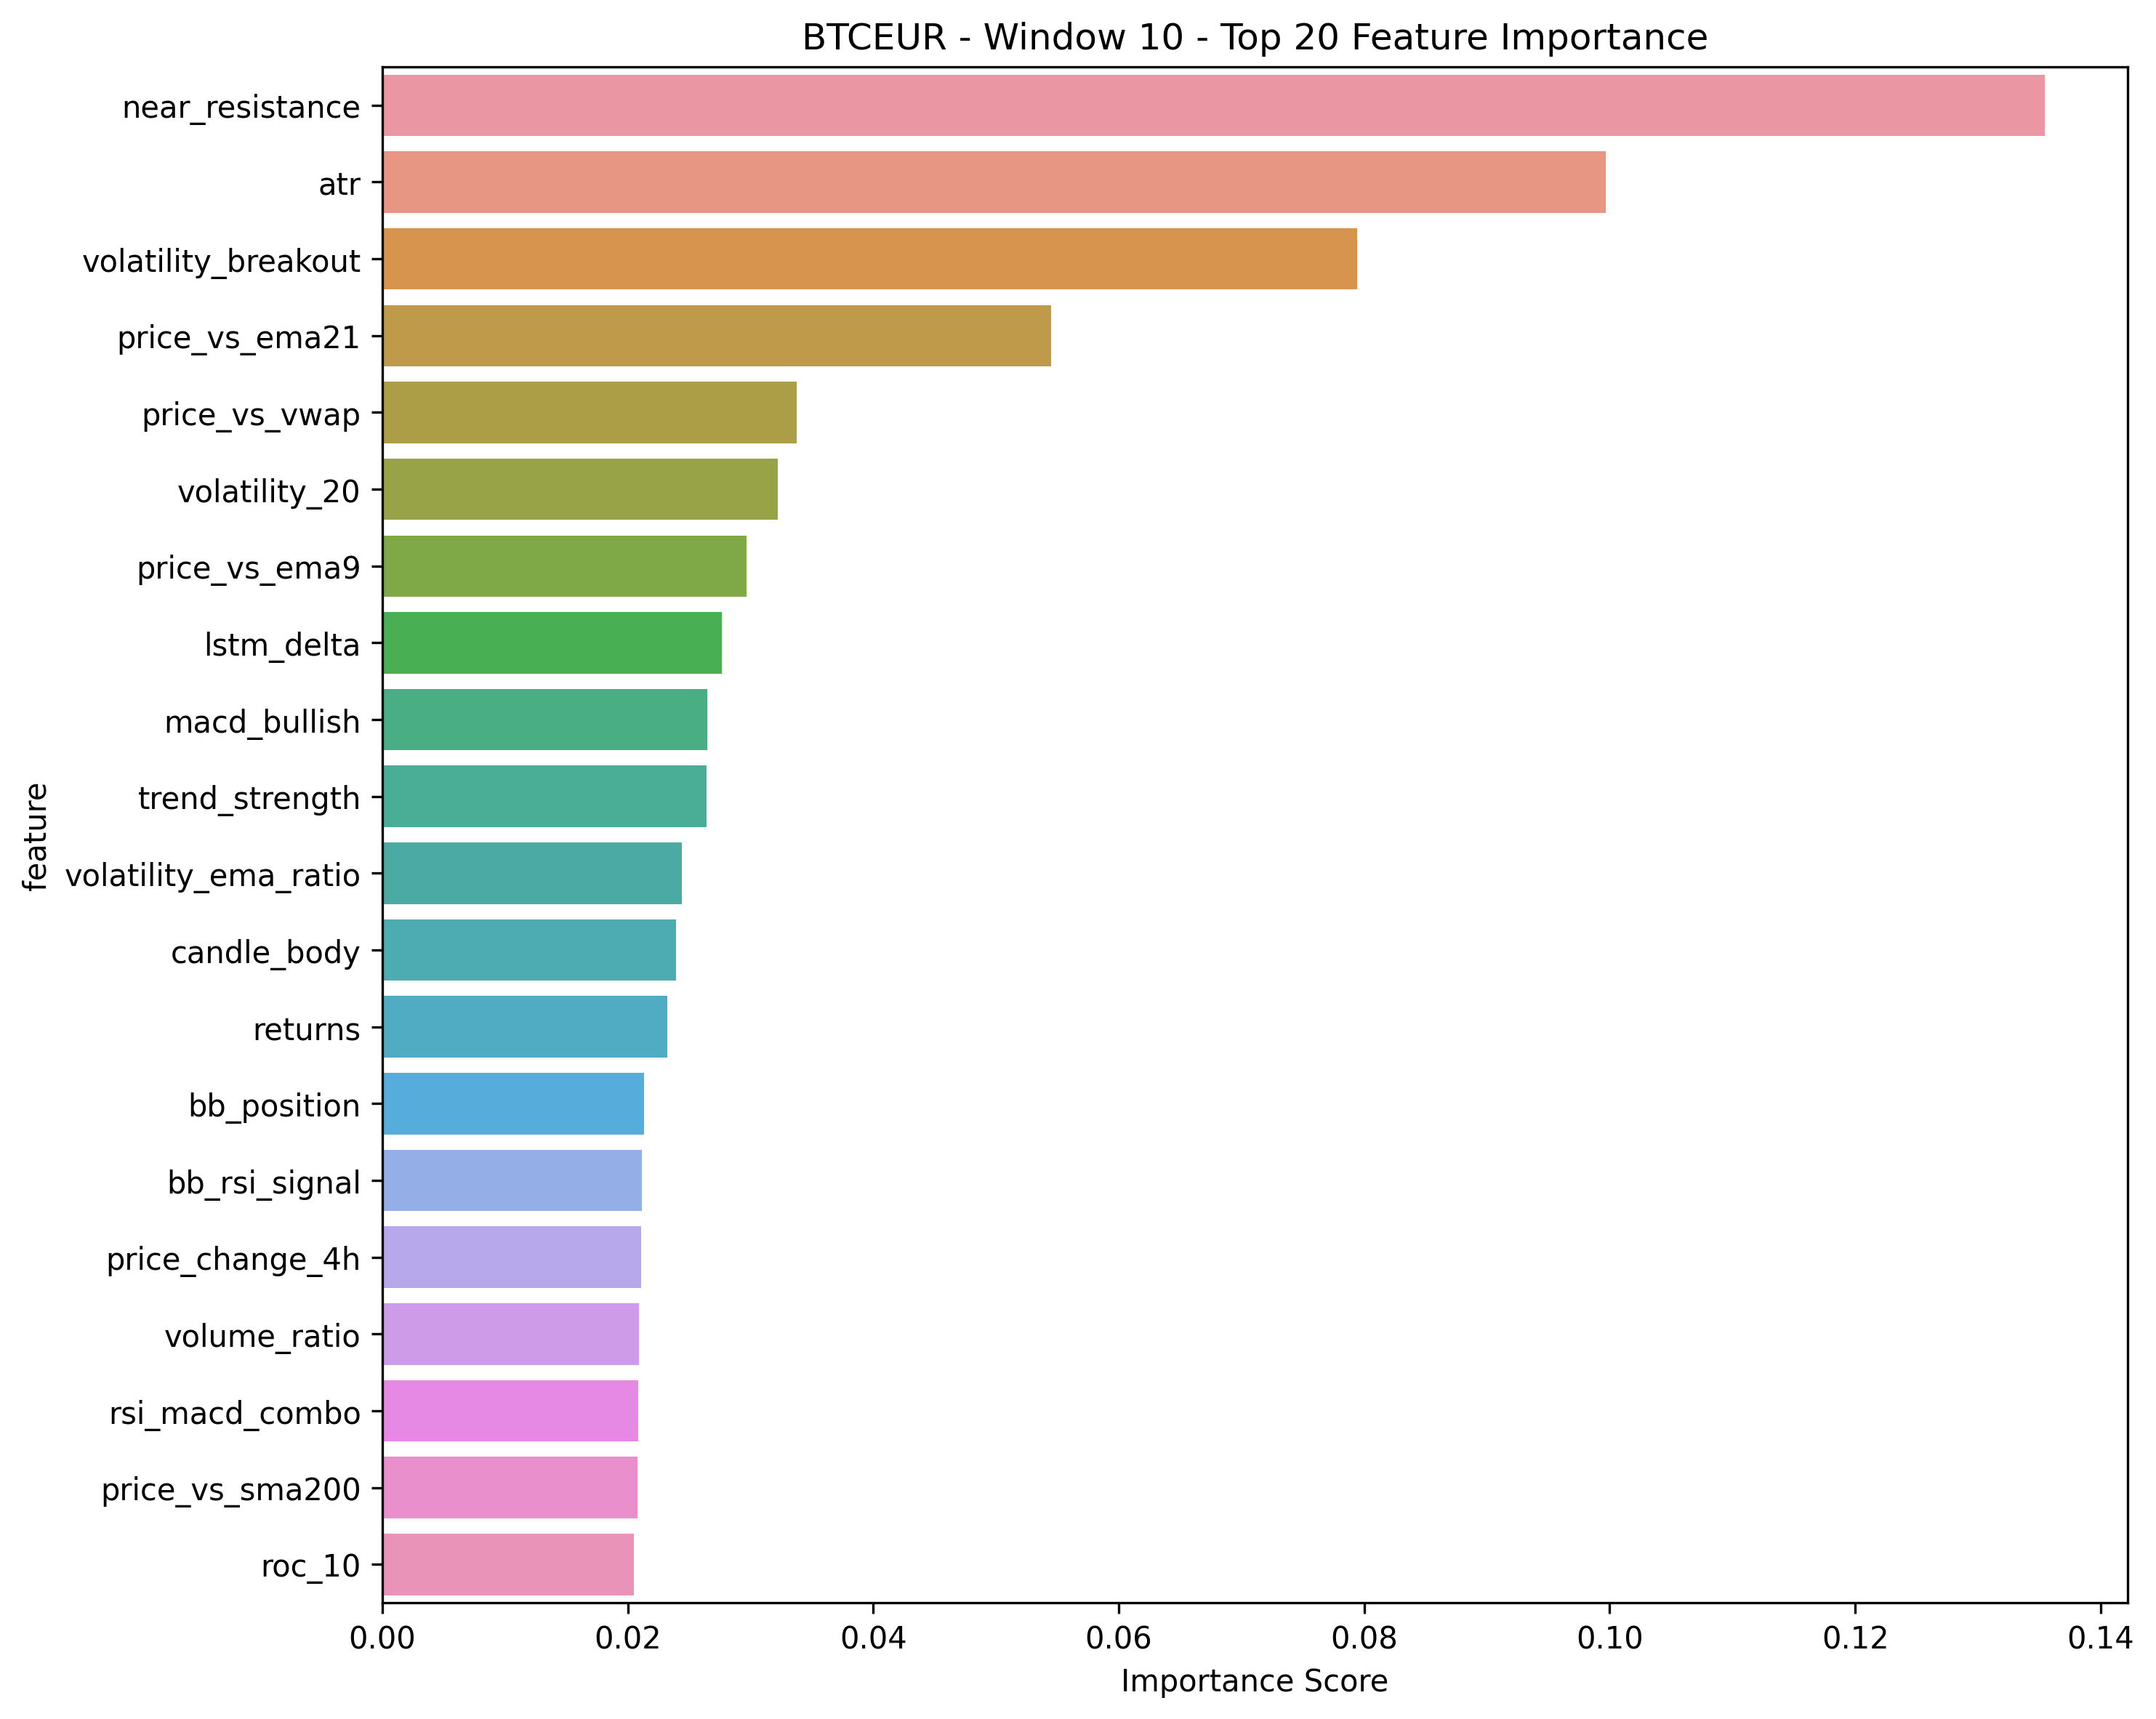 BTCEUR - Window 10 - Top 20 Feature Importance
near_resistance
atr
volatility_breakout
price_vs_ema21
price_vs_vwap
volatility_20
price_vs_ema9
lstm_delta
macd_bullish
trend_strength
volatility_ema_ratio
candle_body
returns
bb_position
bb_rsi_signal
price_change_4h
volume_ratio
rsi_macd_combo
price_vs_sma200
roc_10
feature
0.00 0.02 0.04 0.06 0.08 0.10 0.12 0.14
Importance Score